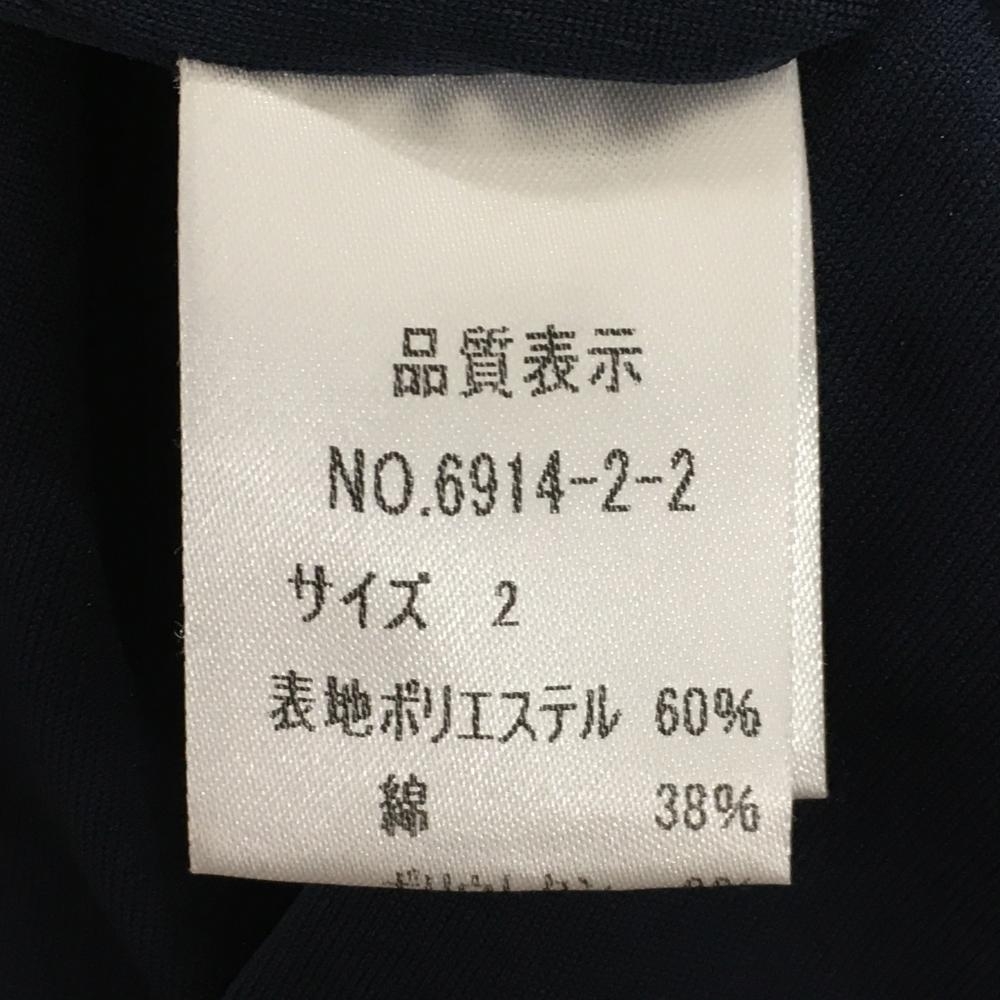 品質表示
NO.6914-2-2
サイズ 2
表地ポリエステル 60%
綿 38%